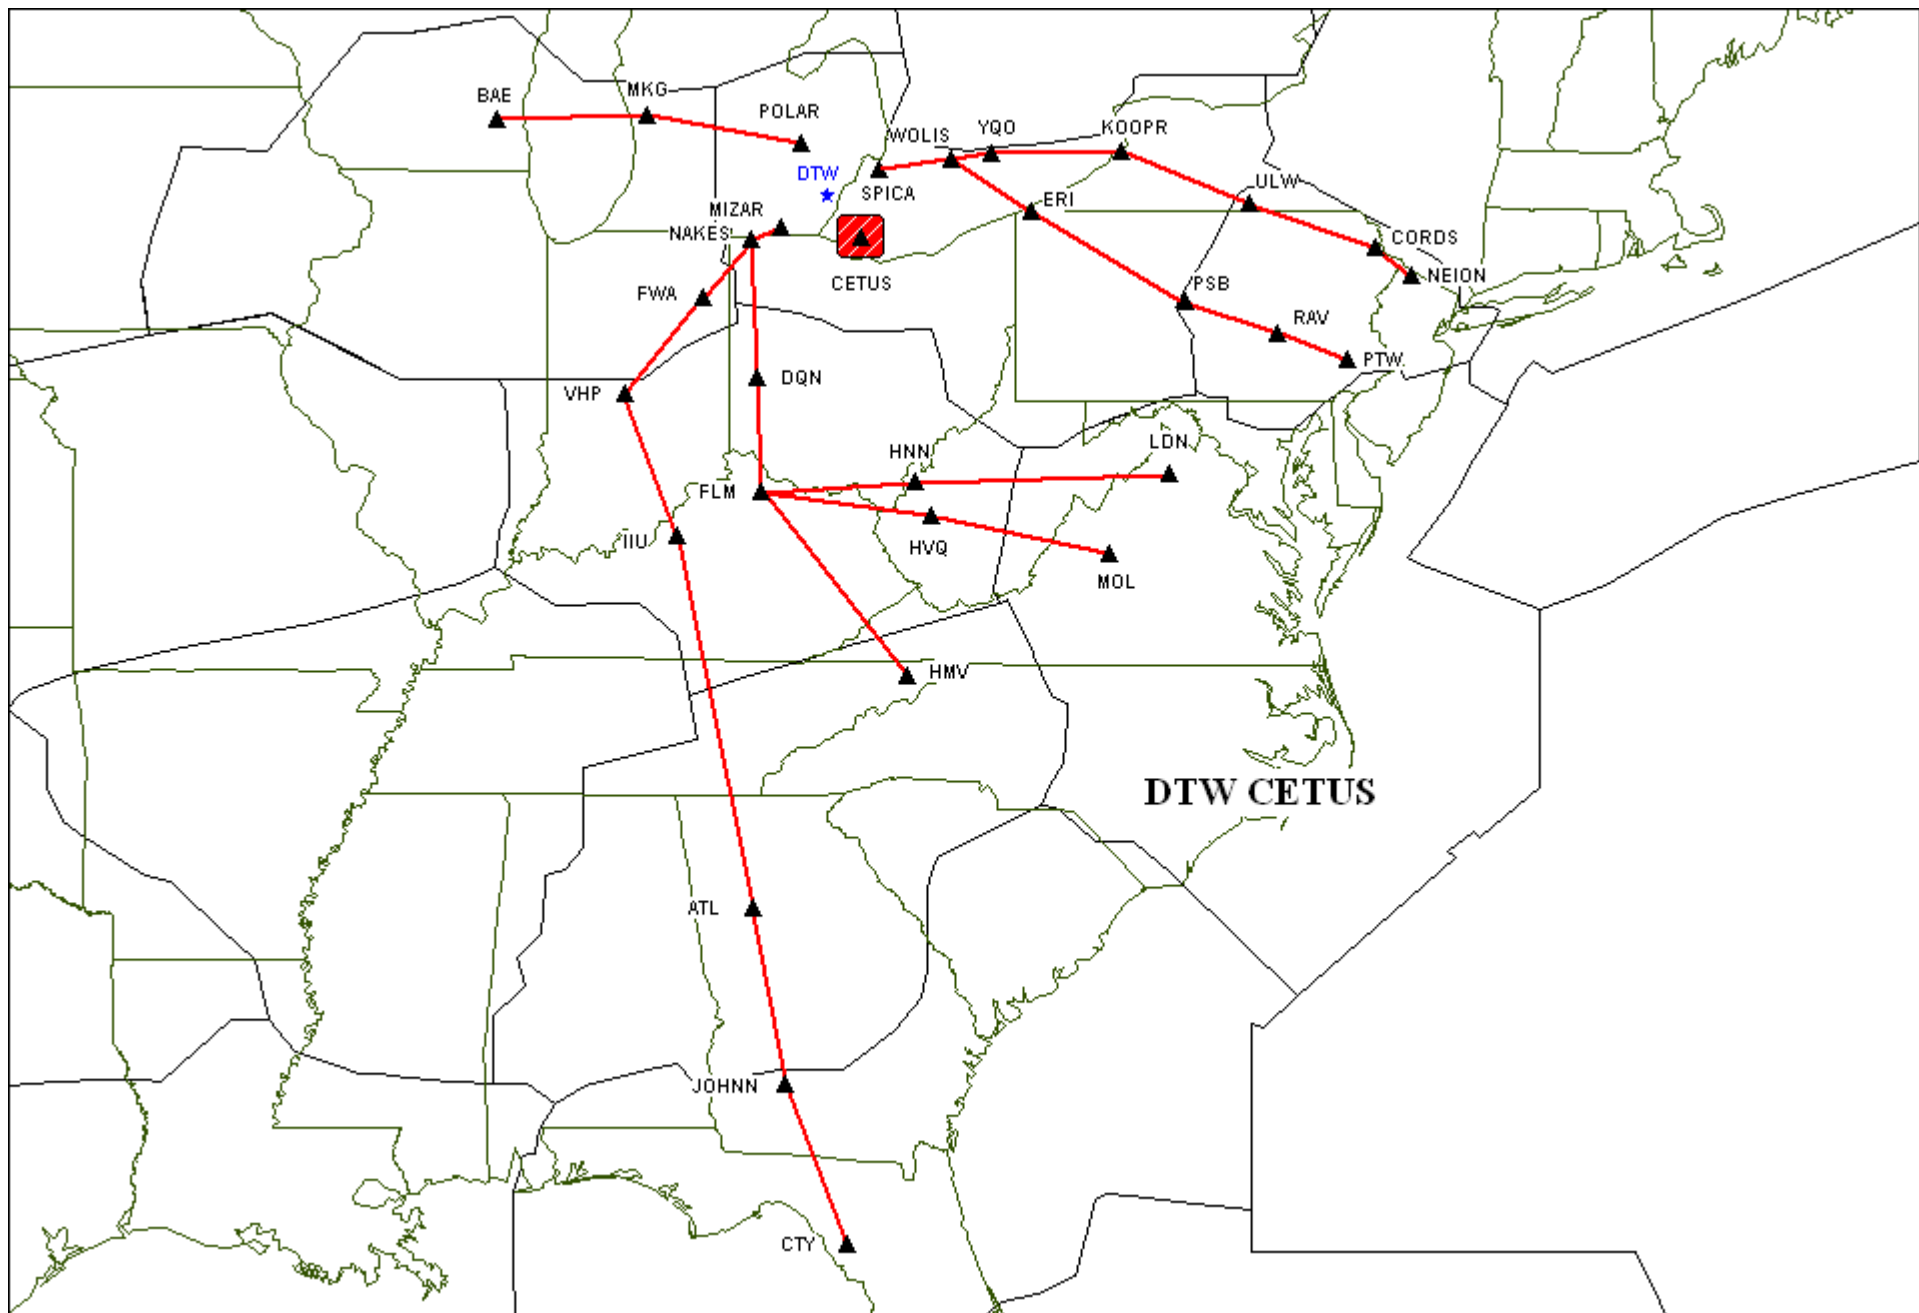 MKG
BAE
POLAR
YQO
KOOPR
WOLIS
DTW
ULW
SPICA
ERI
MIZAR
NAKES
CORDS
NEION
CETUS
PSB
FWA
RAV
PTW
DQN
VHP
LDN
HNN
FLM
IIU
HVQ
MOL
HMV
DTW CETUS
ATL
JOHNN
CTY